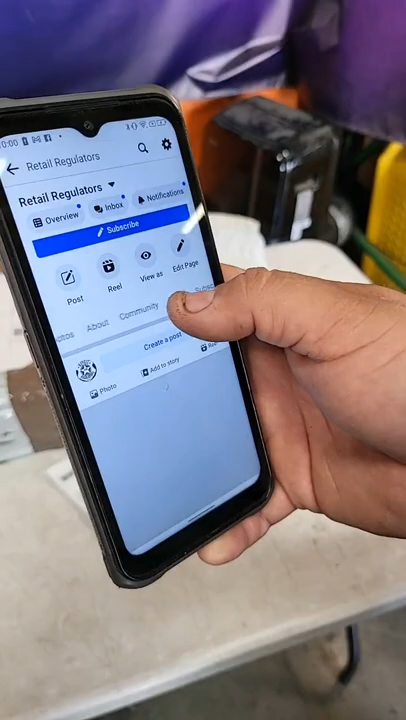 Retail Regulators
Retail Regulators
Overview Inbox Notifications
Subscribe
Post Reel View as Edit Page
About Community
Create a post
Photo Add to story